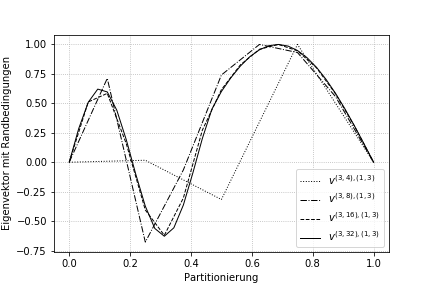 1.00
0.75
0.50
0.25
0.00
−0.25
−0.50
−0.75
Eigenvektor mit Randbedingungen
0.0
0.2
0.4
0.6
0.8
1.0
Partitionierung
v^(3,4),(1,3)
v^(3,8),(1,3)
v^(3,16),(1,3)
v^(3,32),(1,3)